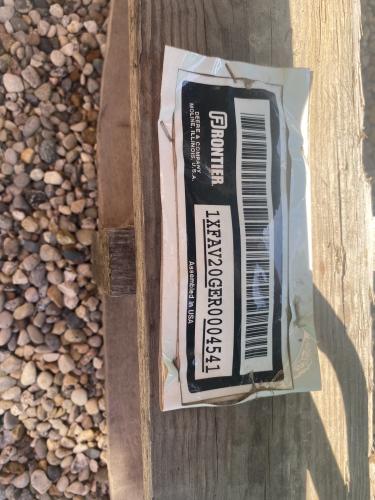 FRONTIER
DEERE & COMPANY
MOLINE, ILLINOIS, U.S.A.
1XFAV20GER0004541
Assembled in USA